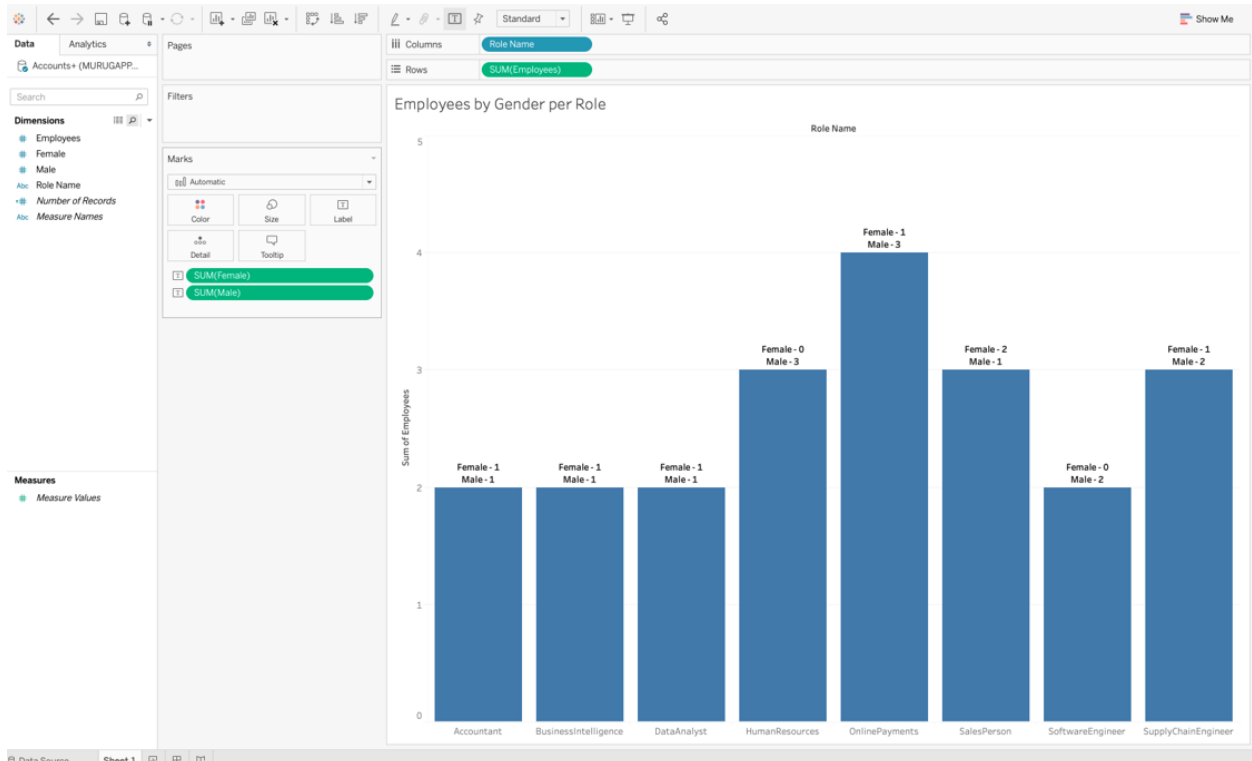 Standard
Show Me
Data
Analytics
Pages
Columns
Role Name
Accounts+ (MURUGAPP...
Rows
SUM(Employees)
Search
Filters
Dimensions
Employees
Female
Male
Abc Role Name
Number of Records
Abc Measure Names
Marks
Automatic
Color
Size
Label
Detail
Tooltip
SUM(Female)
SUM(Male)
Measures
Measure Values
Employees by Gender per Role
Role Name
5
4
3
2
1
0
Sum of Employees
Female - 1
Male - 1
Female - 1
Male - 1
Female - 1
Male - 1
Female - 0
Male - 3
Female - 1
Male - 3
Female - 2
Male - 1
Female - 0
Male - 2
Female - 1
Male - 2
Accountant
BusinessIntelligence
DataAnalyst
HumanResources
OnlinePayments
SalesPerson
SoftwareEngineer
SupplyChainEngineer
Data Source
Sheet 1